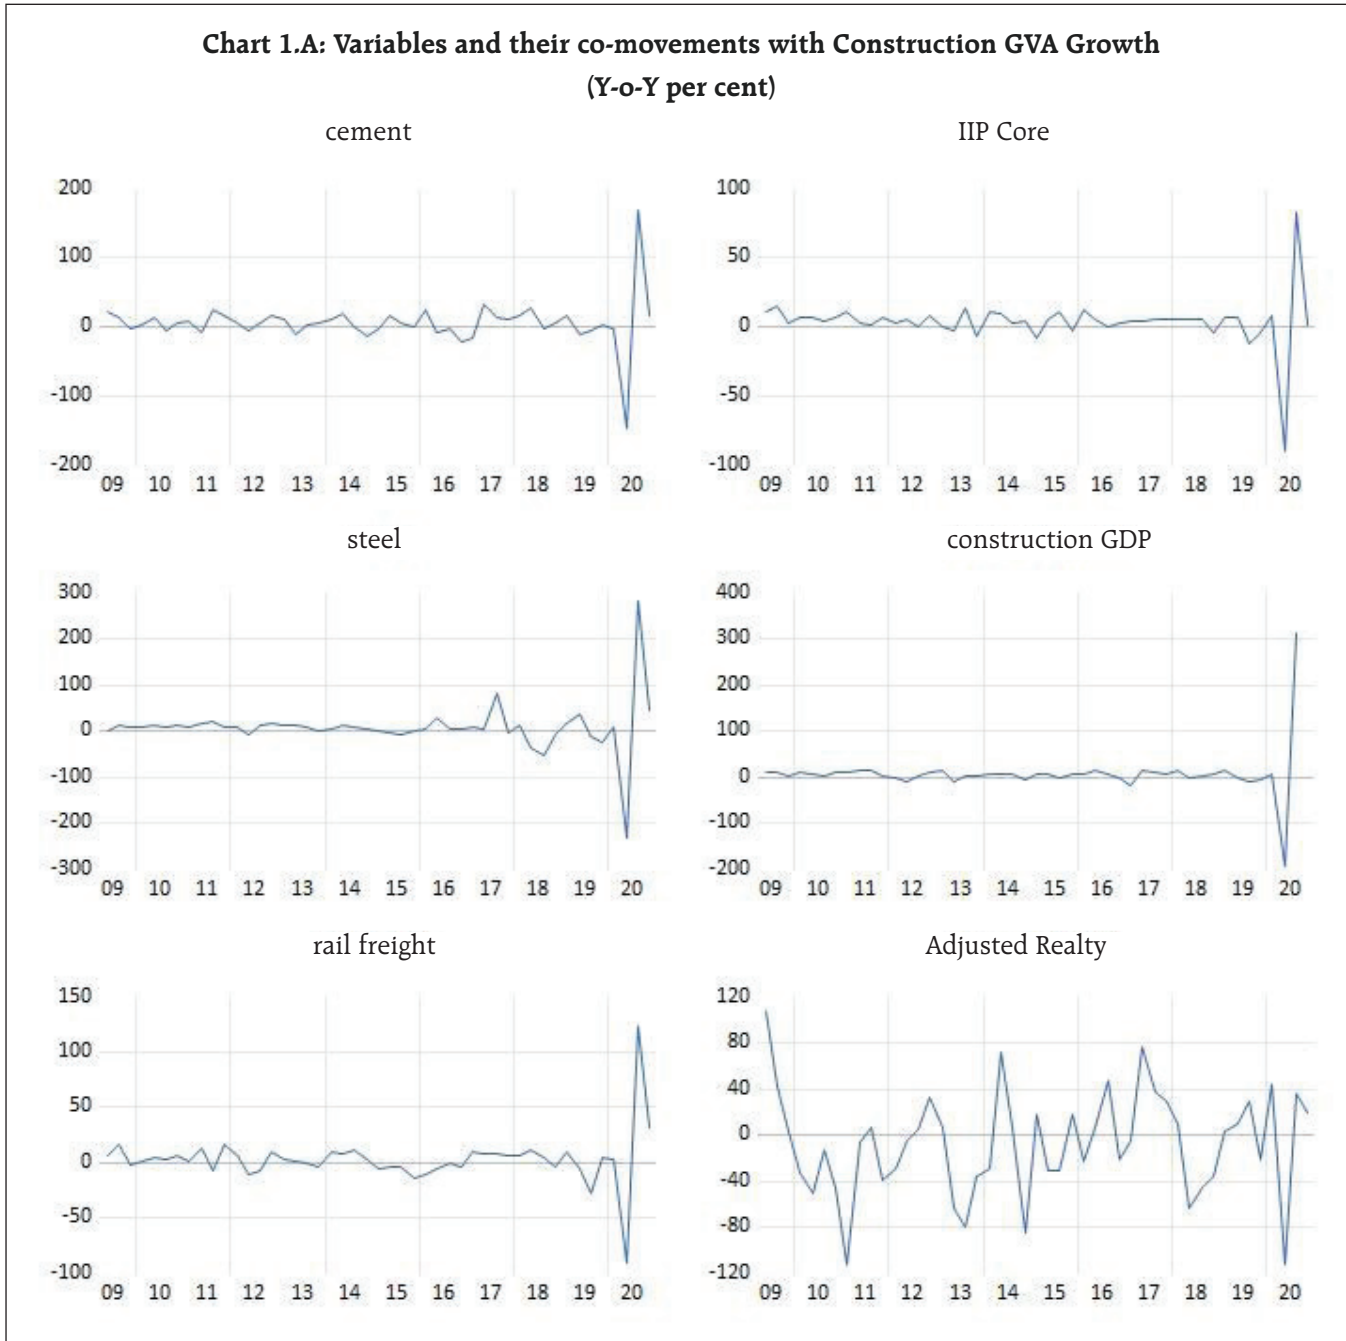 Chart 1.A: Variables and their co-movements with Construction GVA Growth
(Y-o-Y per cent)
cement
200
100
0
-100
-200
09 10 11 12 13 14 15 16 17 18 19 20
IIP Core
100
50
0
-50
-100
09 10 11 12 13 14 15 16 17 18 19 20
steel
300
200
100
0
-100
-200
-300
09 10 11 12 13 14 15 16 17 18 19 20
construction GDP
400
300
200
100
0
-100
-200
09 10 11 12 13 14 15 16 17 18 19 20
rail freight
150
100
50
0
-50
-100
09 10 11 12 13 14 15 16 17 18 19 20
Adjusted Realty
120
80
40
0
-40
-80
-120
09 10 11 12 13 14 15 16 17 18 19 20